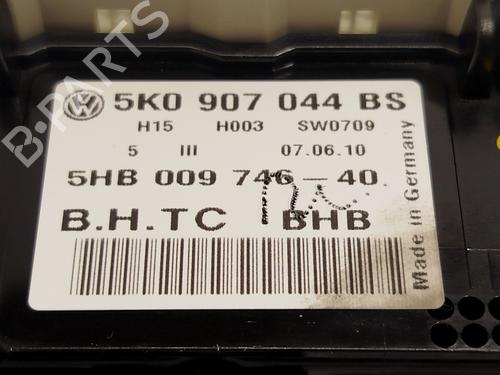 B-PARTS
5K0 907 044 BS
H15 H003 SW0709
5 III 07.06.10
5HB 009 746-40
B.H.TC BHB
Made in Germany